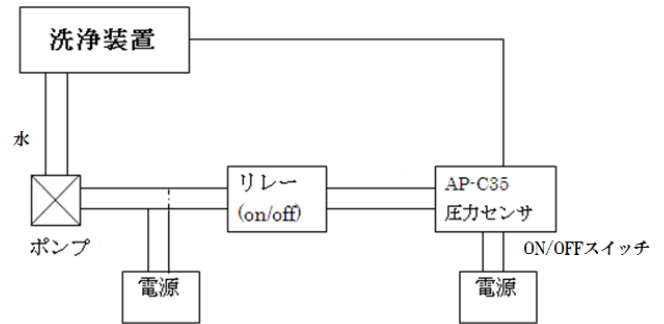 洗浄装置
水
リレー
(on/off)
AP-C35
圧力センサ
ポンプ
ON/OFFスイッチ
電源
電源